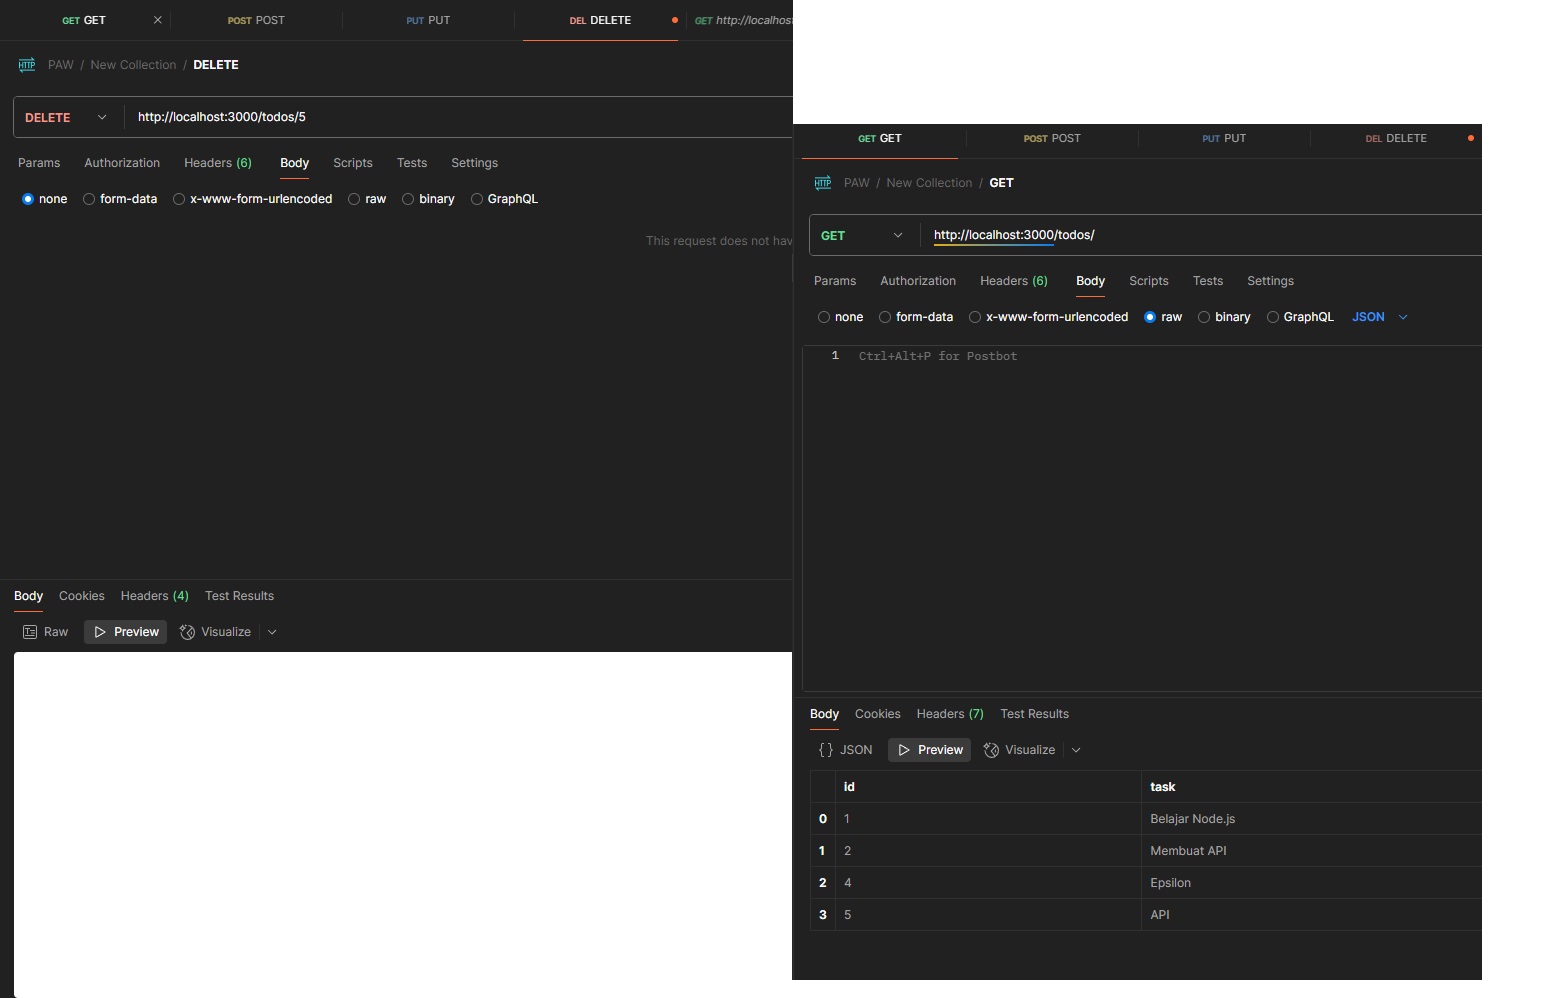 GET GET POST POST PUT PUT DEL DELETE GET http://localhos
HTTP PAW / New Collection / DELETE
DELETE http://localhost:3000/todos/5
Params Authorization Headers (6) Body Scripts Tests Settings
none form-data x-www-form-urlencoded raw binary GraphQL
This request does not hav
Body Cookies Headers (4) Test Results
Raw Preview Visualize
GET GET POST POST PUT PUT DEL DELETE
HTTP PAW / New Collection / GET
GET http://localhost:3000/todos/
Params Authorization Headers (6) Body Scripts Tests Settings
none form-data x-www-form-urlencoded raw binary GraphQL JSON
1 Ctrl+Alt+P for Postbot
Body Cookies Headers (7) Test Results
{} JSON Preview Visualize
id task
0 1 Belajar Node.js
1 2 Membuat API
2 4 Epsilon
3 5 API